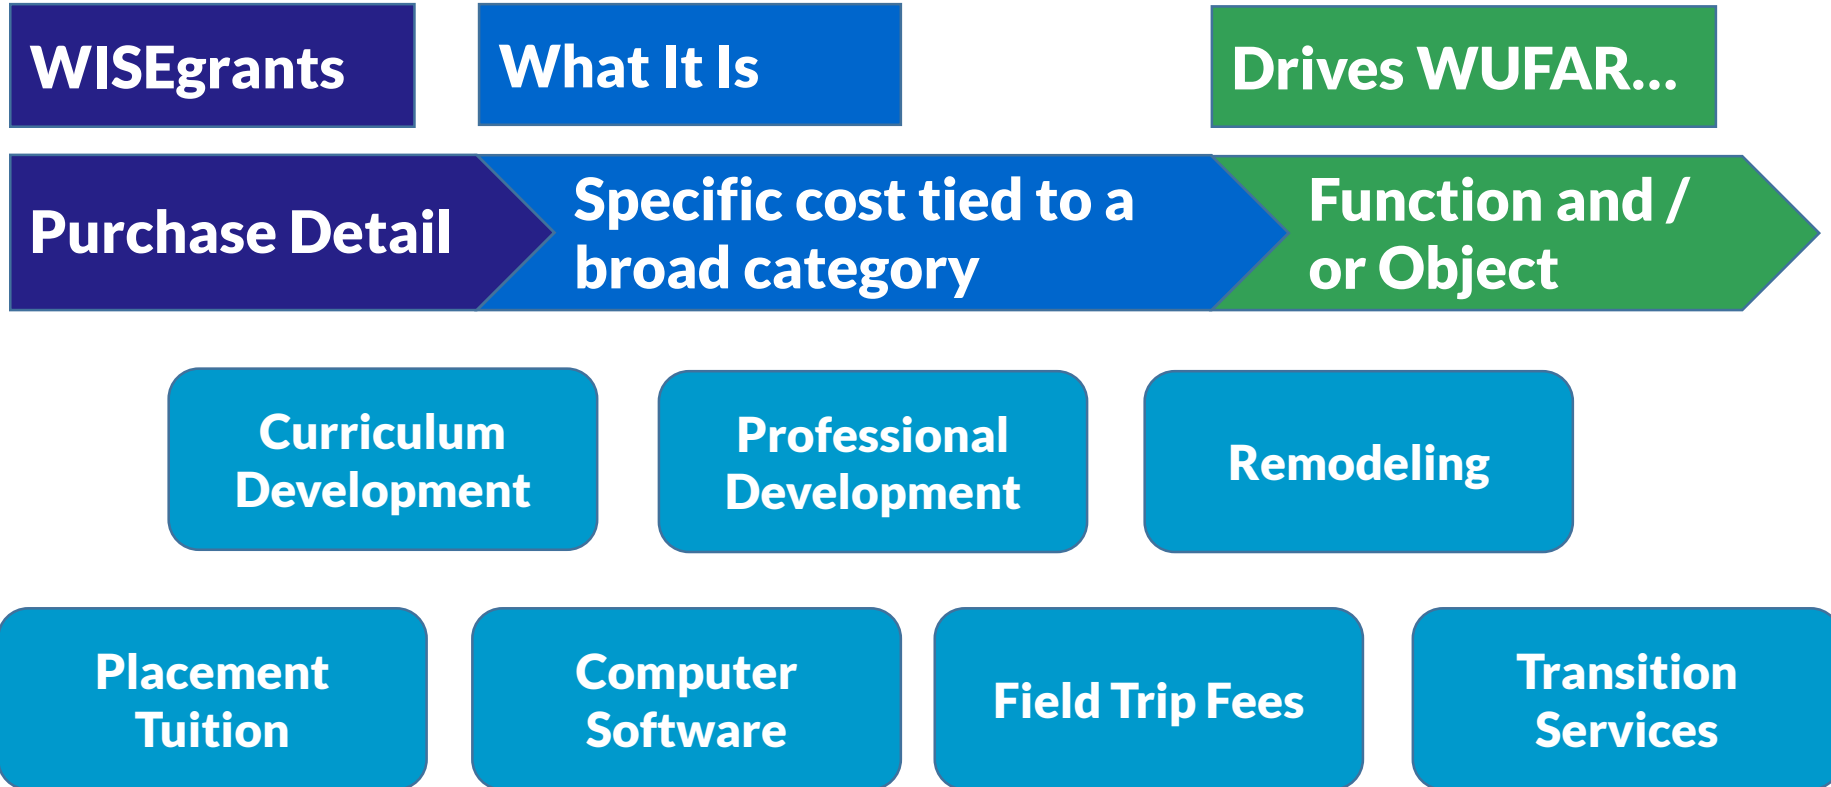 WISEgrants
What It Is
Drives WUFAR...
Purchase Detail
Specific cost tied to a
broad category
Function and /
or Object
Curriculum
Development
Professional
Development
Remodeling
Placement
Tuition
Computer
Software
Field Trip Fees
Transition
Services